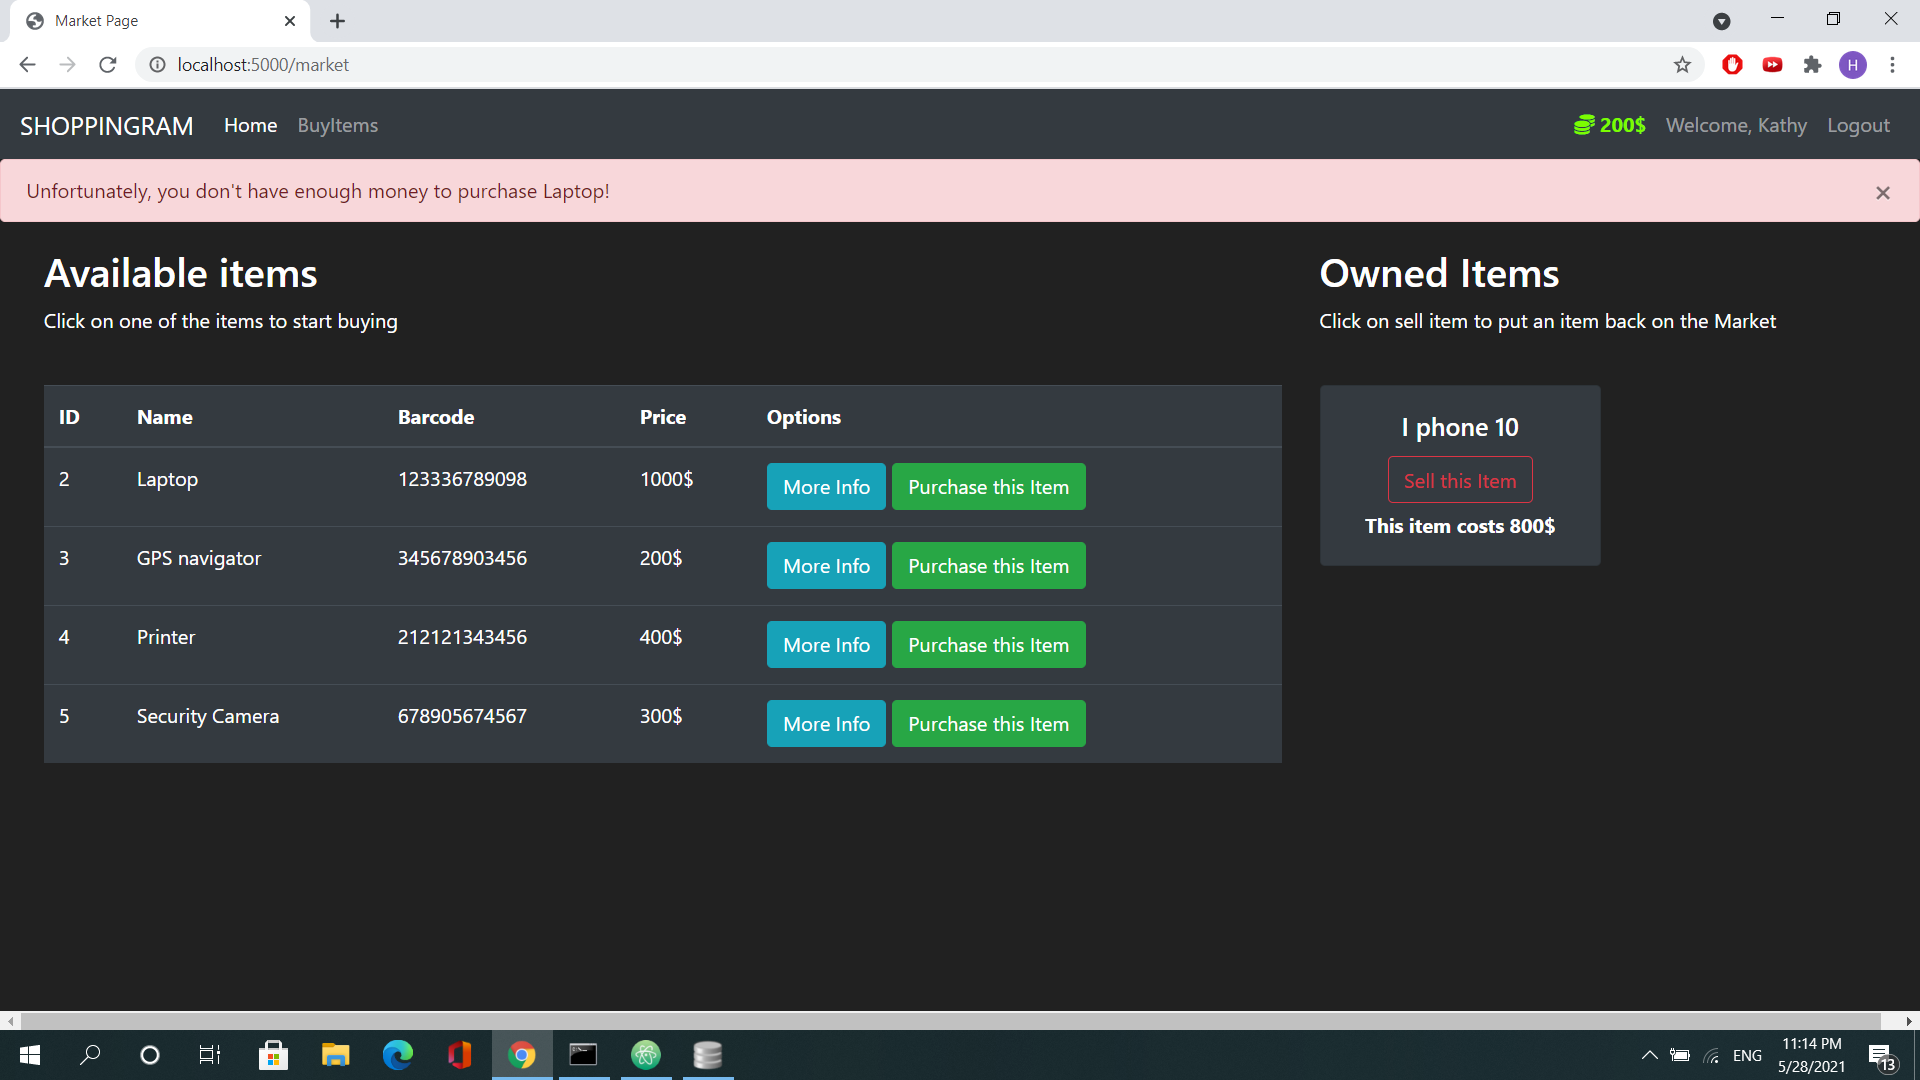 Market Page
localhost:5000/market
H
SHOPPINGRAM Home BuyItems 200$ Welcome, Kathy Logout
Unfortunately, you don't have enough money to purchase Laptop!
Available items
Click on one of the items to start buying
ID Name Barcode Price Options
2 Laptop 123336789098 1000$ More Info Purchase this Item
3 GPS navigator 345678903456 200$ More Info Purchase this Item
4 Printer 212121343456 400$ More Info Purchase this Item
5 Security Camera 678905674567 300$ More Info Purchase this Item
Owned Items
Click on sell item to put an item back on the Market
I phone 10
Sell this Item
This item costs 800$
ENG
11:14 PM
5/28/2021
13